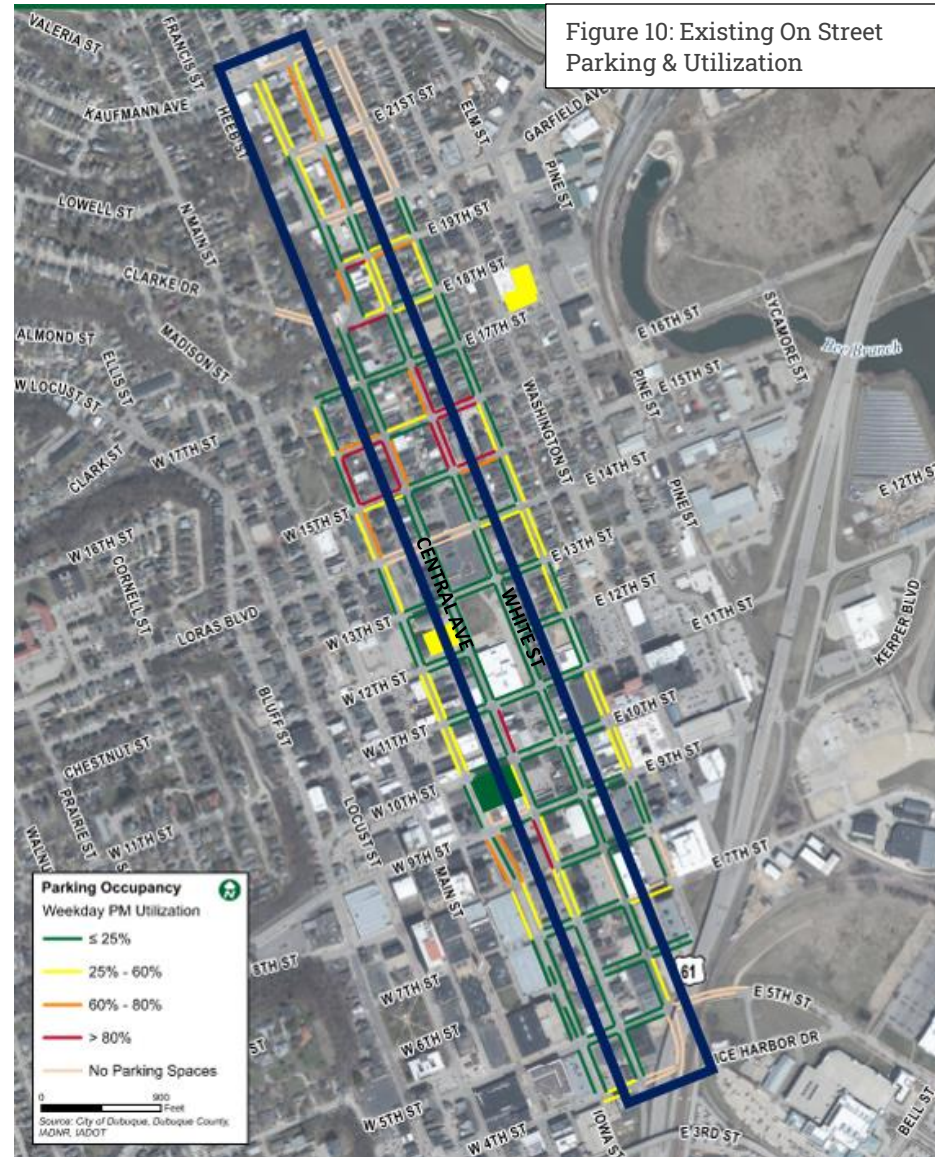 Figure 10: Existing On Street
Parking & Utilization
VALERIA ST
FRANCIS ST
KAUFMANN AVE
HEEB ST
E 21ST ST
ELM ST
GARFIELD AVE
PINE ST
LOWELL ST
N MAIN ST
E 19TH ST
CLARKE DR
E 18TH ST
ALMOND ST
MADISON ST
E 17TH ST
E 16TH ST
SYCAMORE ST
Bee Branch
ELLIS ST
W LOCUST ST
PINE ST
E 15TH ST
WASHINGTON ST
CLARK ST
W 17TH ST
E 14TH ST
PINE ST
E 12TH ST
W 15TH ST
W 16TH ST
CORNELL ST
CENTRAL AVE
E 13TH ST
WHITE ST
E 12TH ST
E 11TH ST
KERPER BLVD
LORAS BLVD
W 13TH ST
W 12TH ST
BLUFF ST
E 10TH ST
W 11TH ST
E 9TH ST
CHESTNUT ST
W 10TH ST
PRAIRIE ST
LOCUST ST
W 11TH ST
W 9TH ST
E 7TH ST
MAIN ST
8TH ST
61
W 7TH ST
E 5TH ST
W 6TH ST
ICE HARBOR DR
ST
W 5TH ST
IOWA ST
BELL ST
W 4TH ST
E 3RD ST
Parking Occupancy
N
Weekday PM Utilization
≤ 25%
25% - 60%
60% - 80%
> 80%
No Parking Spaces
0 900
Feet
Source: City of Dubuque, Dubuque County,
IADNR, IADOT